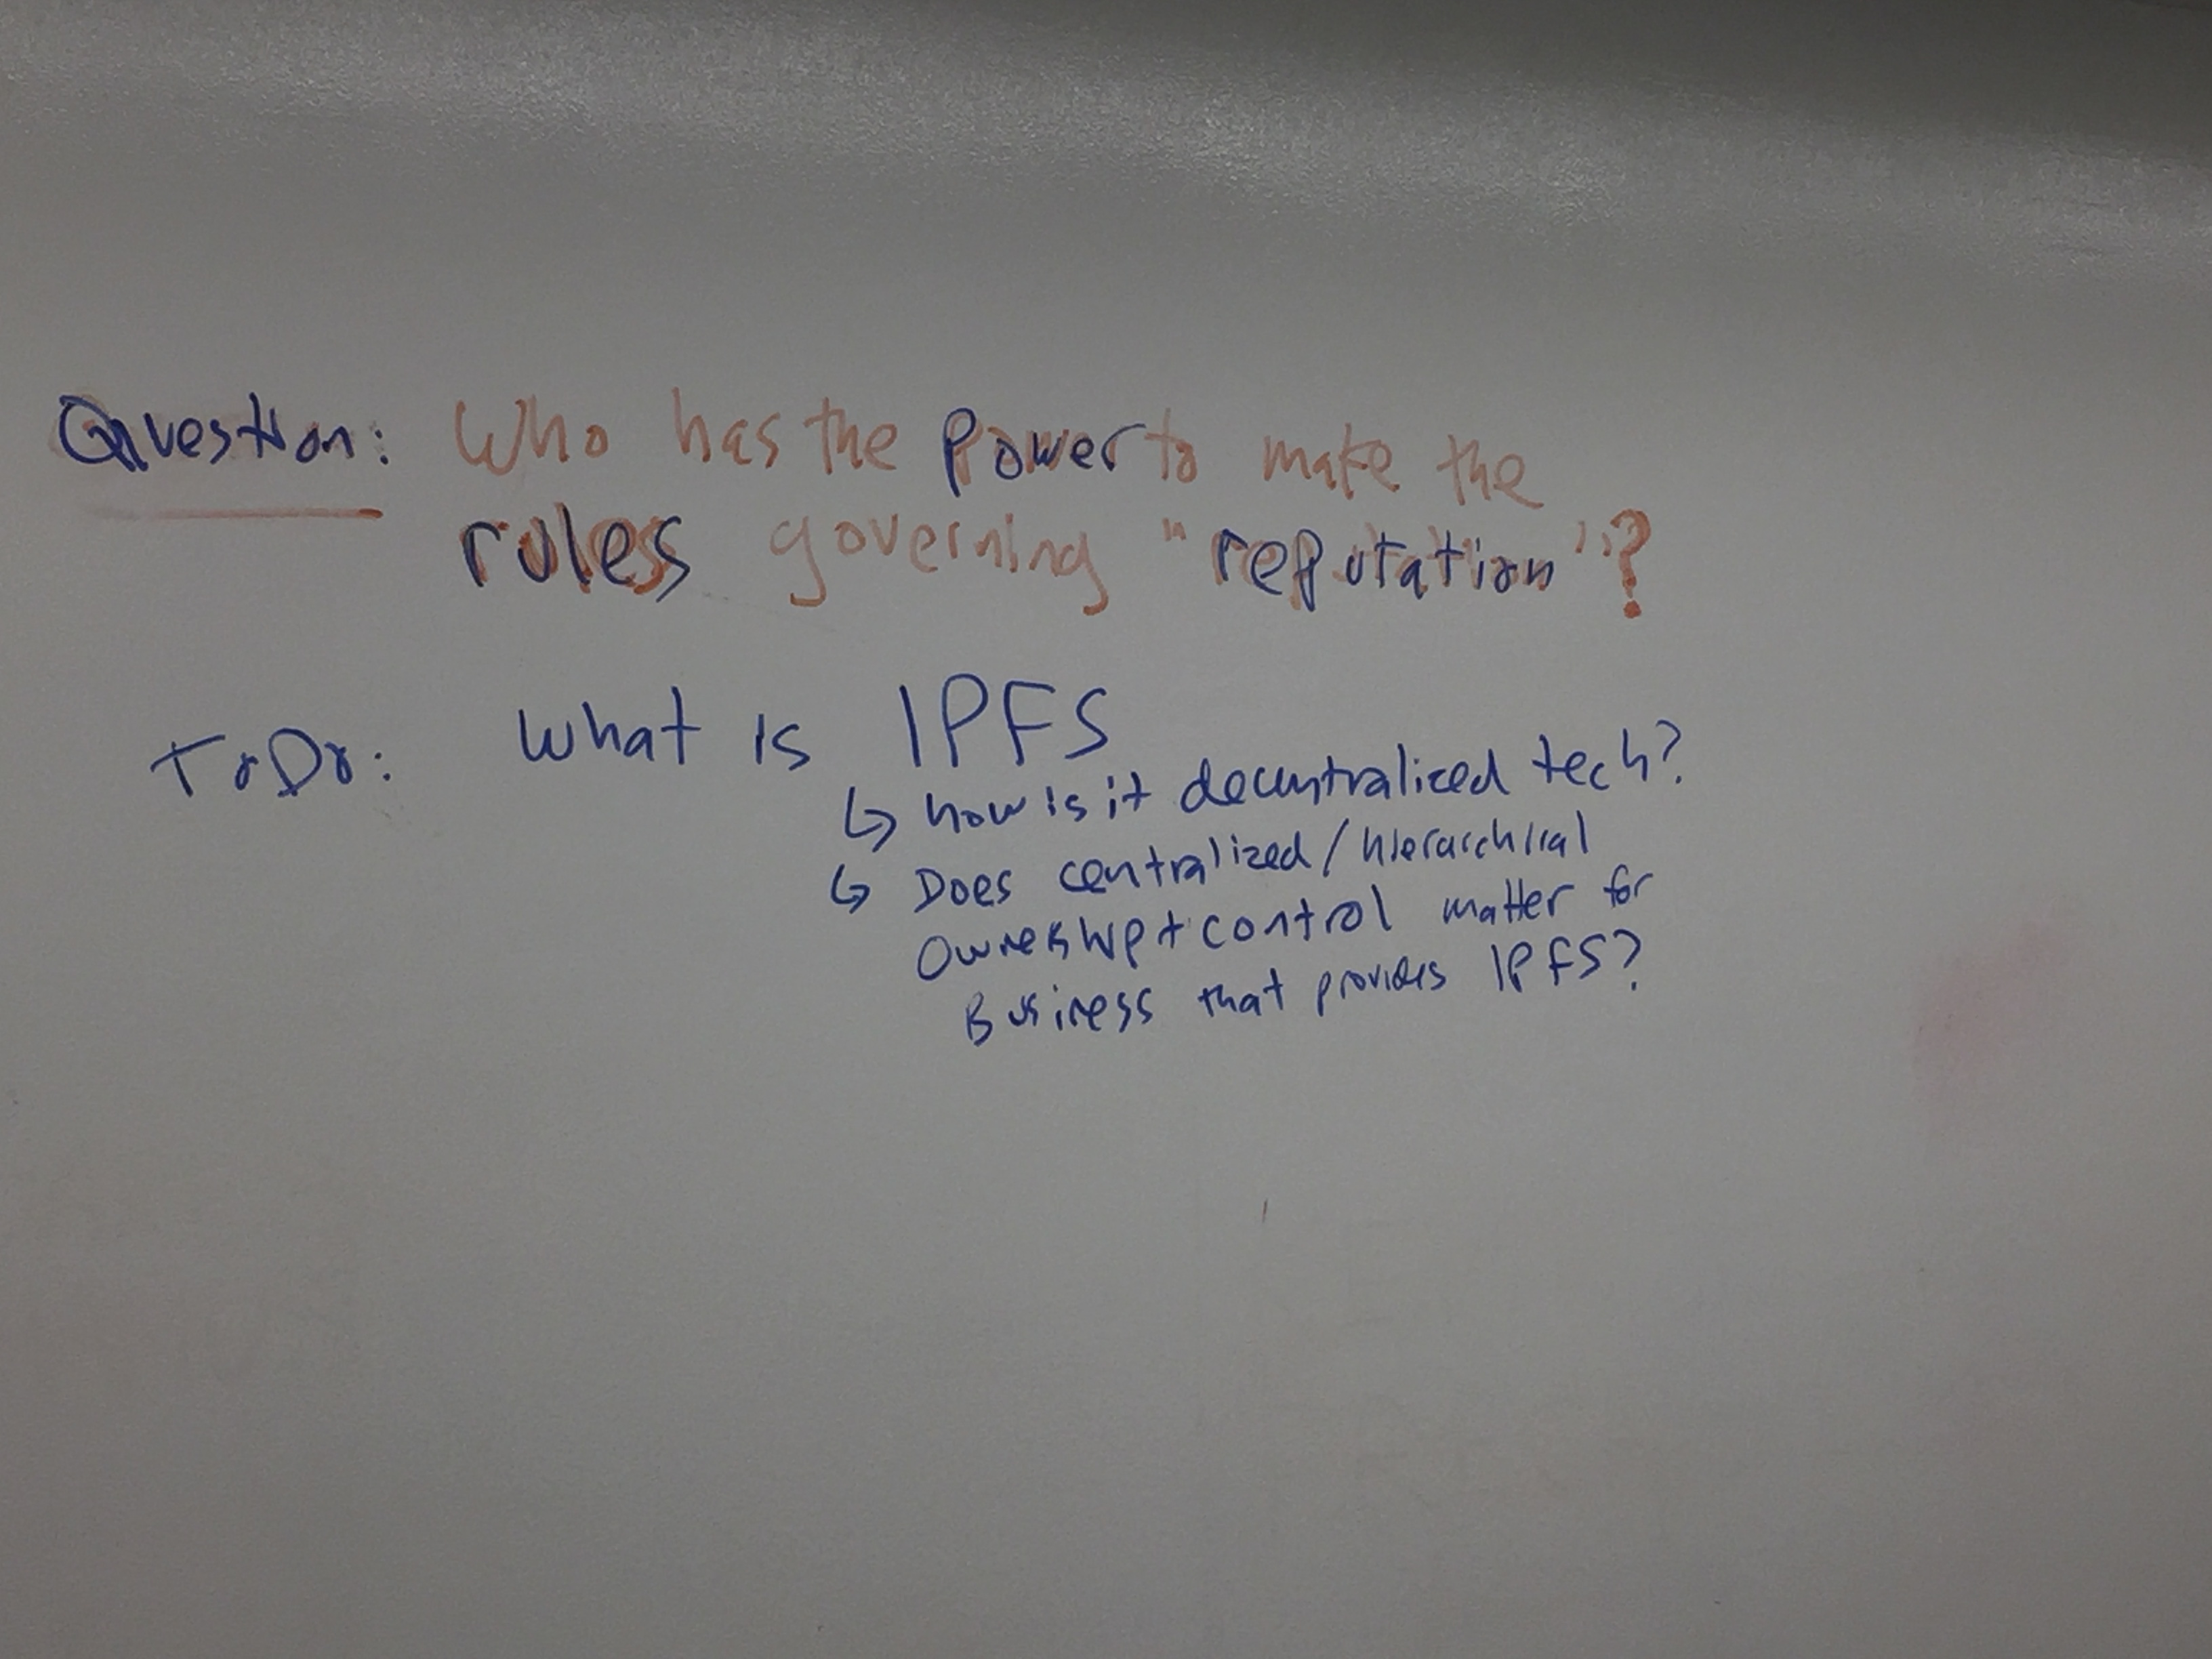 Question: Who has the power to make the
rules governing "reputation"?
ToDo: What is IPFS
↳ how is it decentralized tech?
↳ Does centralized/hierarchical
Ownership + control matter for
Business that provides IPFS?